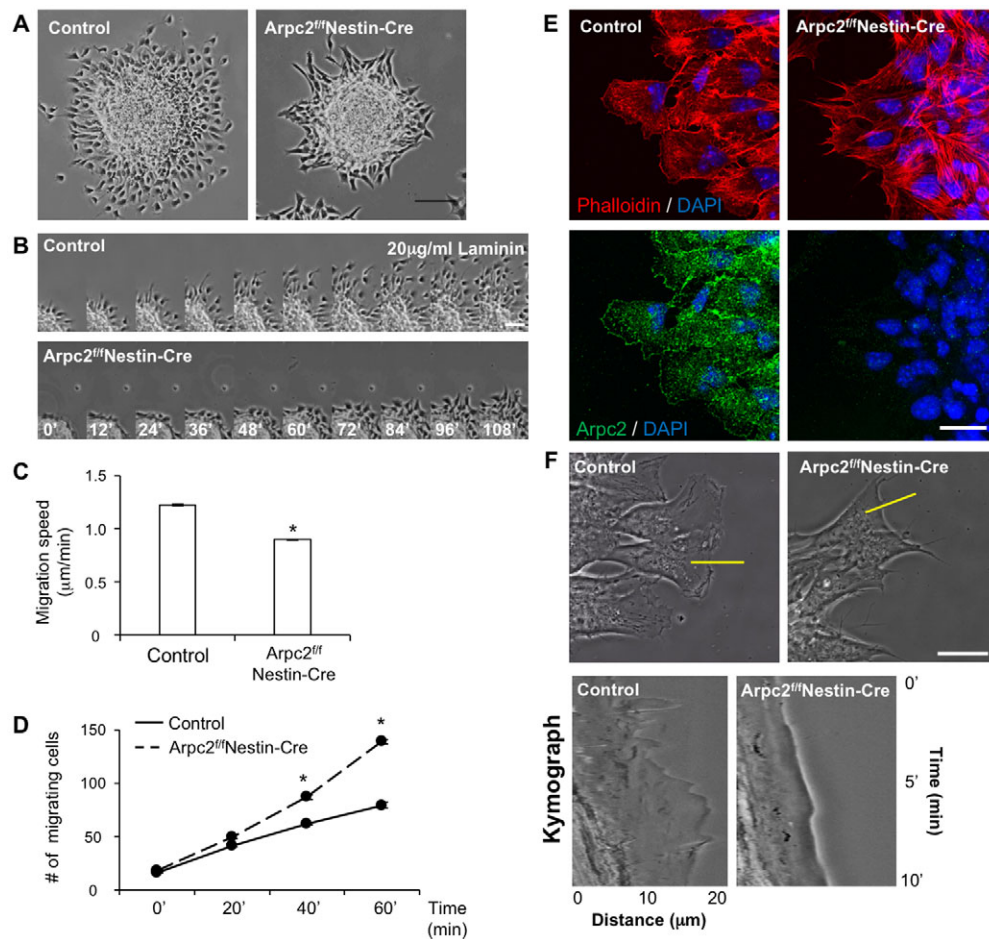 A
Control
Arpc2f/fNestin-Cre
B
Control
20μg/ml Laminin
Arpc2f/fNestin-Cre
0' 12' 24' 36' 48' 60' 72' 84' 96' 108'
C
Migration speed
(μm/min)
1.5
1.0
0.5
0
*
Control
Arpc2f/f
Nestin-Cre
D
Control
Arpc2f/fNestin-Cre
# of migrating cells
150
100
50
0
*
*
0' 20' 40' 60'
Time
(min)
E
Control
Arpc2f/fNestin-Cre
Phalloidin / DAPI
Arpc2 / DAPI
F
Control
Arpc2f/fNestin-Cre
Kymograph
Control
Arpc2f/fNestin-Cre
0'
5'
10'
Time (min)
0 10 20
Distance (μm)